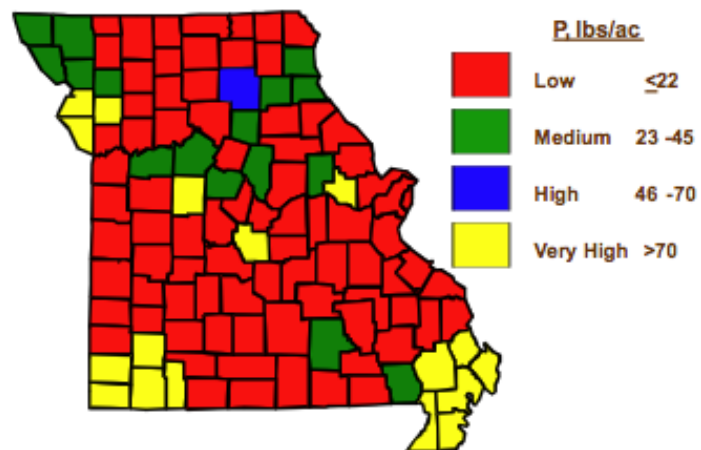 P, lbs/ac
Low ≤22
Medium 23 -45
High 46 -70
Very High >70